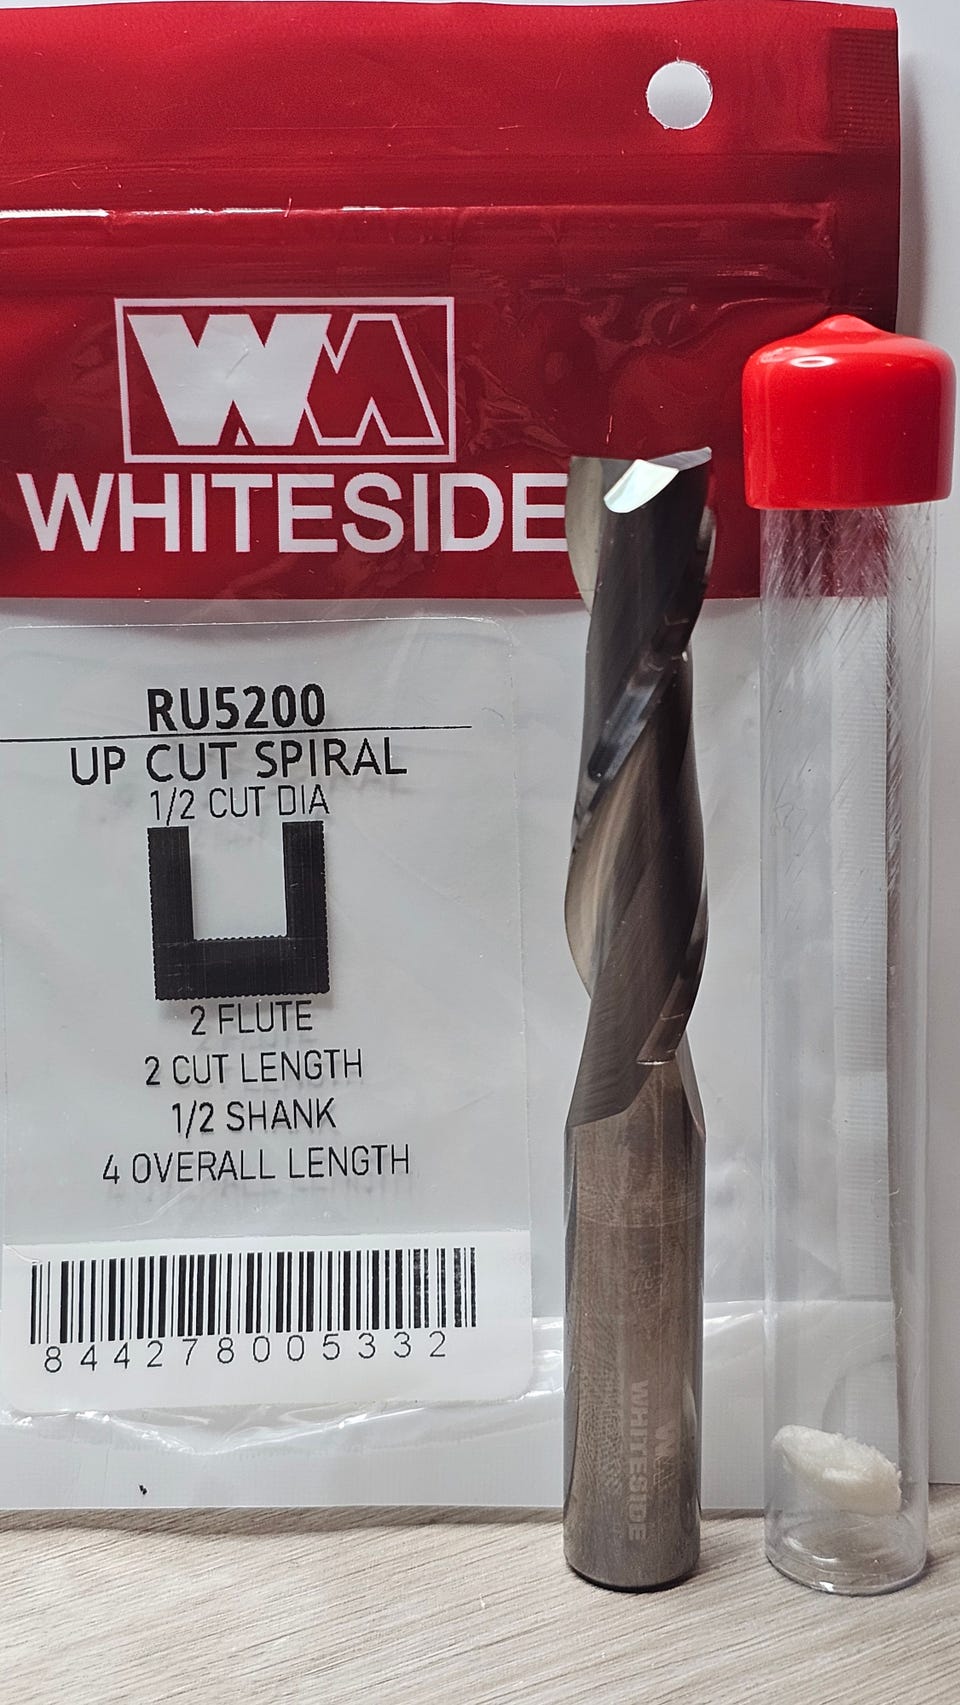 WHITESIDE
RU5200
UP CUT SPIRAL
1/2 CUT DIA
2 FLUTE
2 CUT LENGTH
1/2 SHANK
4 OVERALL LENGTH
844278005332
WHITESIDE